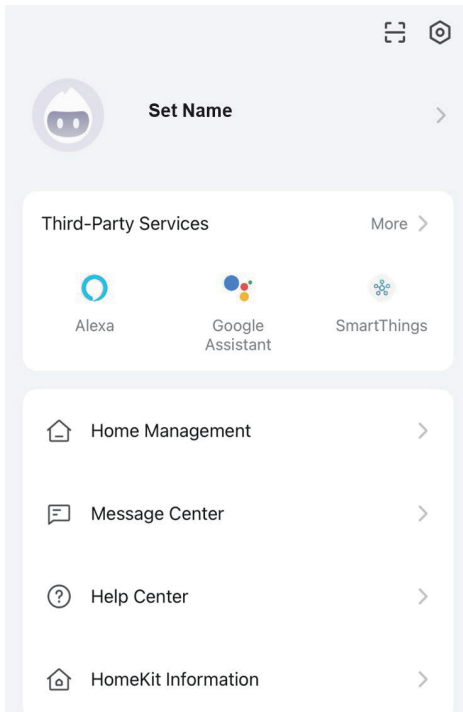 Set Name
Third-Party Services
More
Alexa
Google
Assistant
SmartThings
Home Management
Message Center
Help Center
HomeKit Information